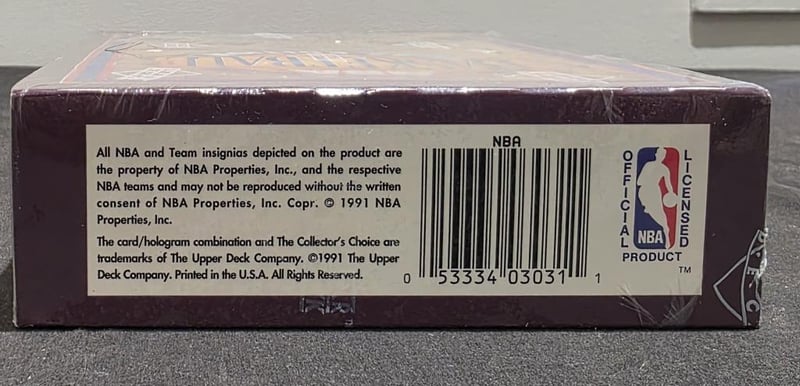 All NBA and Team insignias depicted on the product are
the property of NBA Properties, Inc., and the respective
NBA teams and may not be reproduced without the written
consent of NBA Properties, Inc. Copr. © 1991 NBA
Properties, Inc.
The card/hologram combination and The Collector's Choice are
trademarks of The Upper Deck Company. ©1991 The Upper
Deck Company. Printed in the U.S.A. All Rights Reserved.
NBA
0 53334 03031 1
OFFICIAL
LICENSED
NBA
PRODUCT
TM